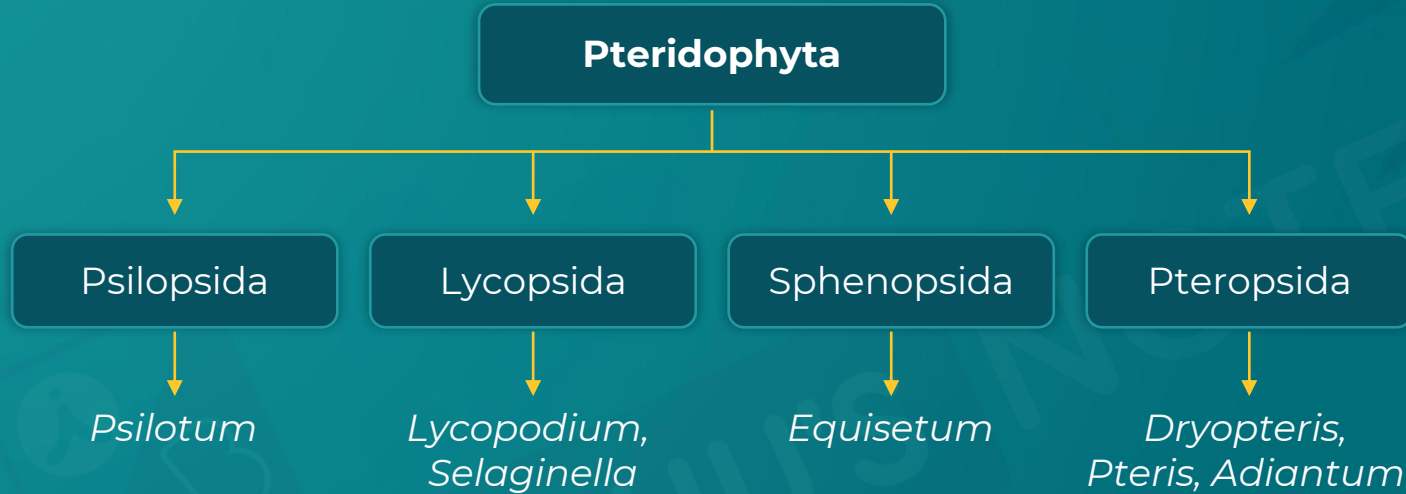 Pteridophyta
Psilopsida
Lycopsida
Sphenopsida
Pteropsida
Psilotum
Lycopodium,
Selaginella
Equisetum
Dryopteris,
Pteris, Adiantum